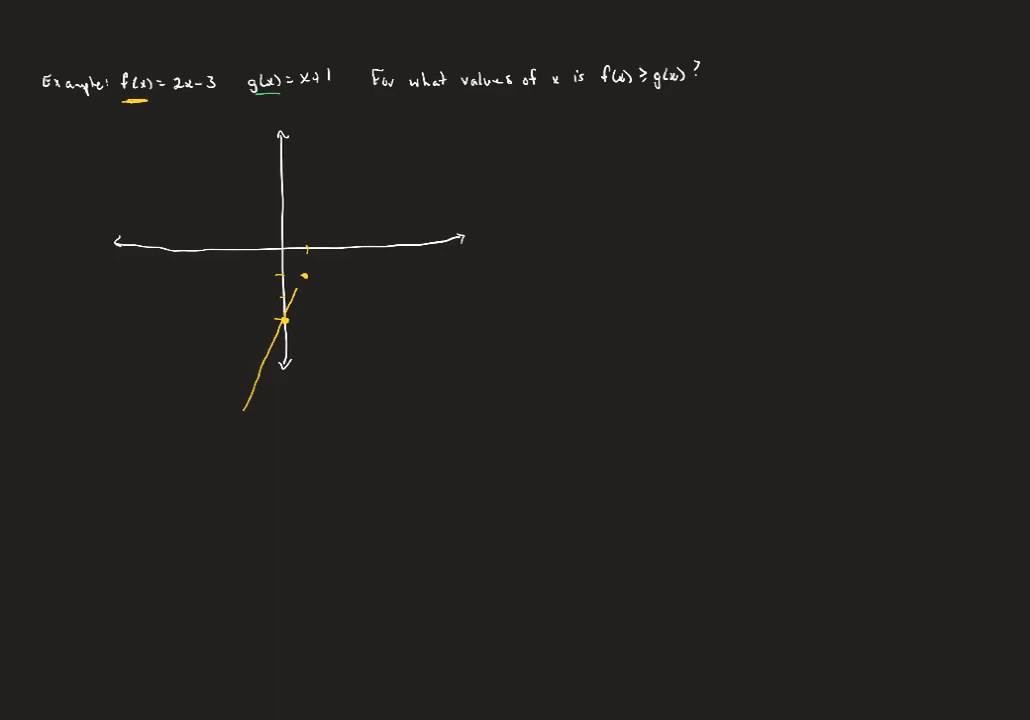 Example: f(x) = 2x - 3 g(x) = x + 1 For what values of x is f(x) ≥ g(x)?